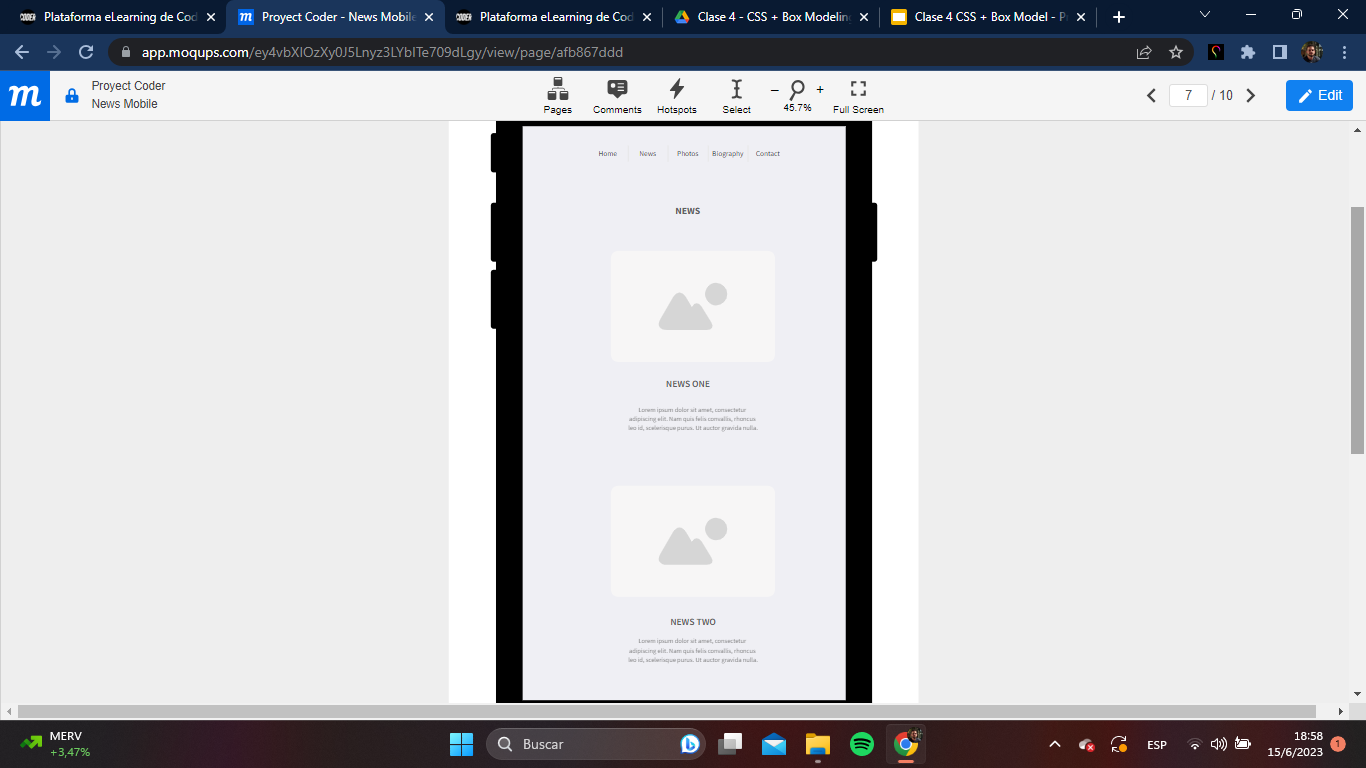 Plataforma eLearning de Cod
Proyect Coder - News Mobile
Plataforma eLearning de Cod
Clase 4 - CSS + Box Modeling
Clase 4 CSS + Box Model - P
app.moqups.com/ey4vbXlOzXy0J5Lnyz3LYbITe709dLgy/view/page/afb867ddd
m
Proyect Coder
News Mobile
Pages
Comments
Hotspots
Select
– 45.7% +
Full Screen
7 / 10
Edit
Home News Photos Biography Contact
NEWS
NEWS ONE
Lorem ipsum dolor sit amet, consectetur
adipiscing elit. Nam quis felis convallis, rhoncus
leo id, scelerisque purus. Ut auctor gravida nulla.
NEWS TWO
Lorem ipsum dolor sit amet, consectetur
adipiscing elit. Nam quis felis convallis, rhoncus
leo id, scelerisque purus. Ut auctor gravida nulla.
MERV
+3,47%
Buscar
ESP
18:58
15/6/2023
1